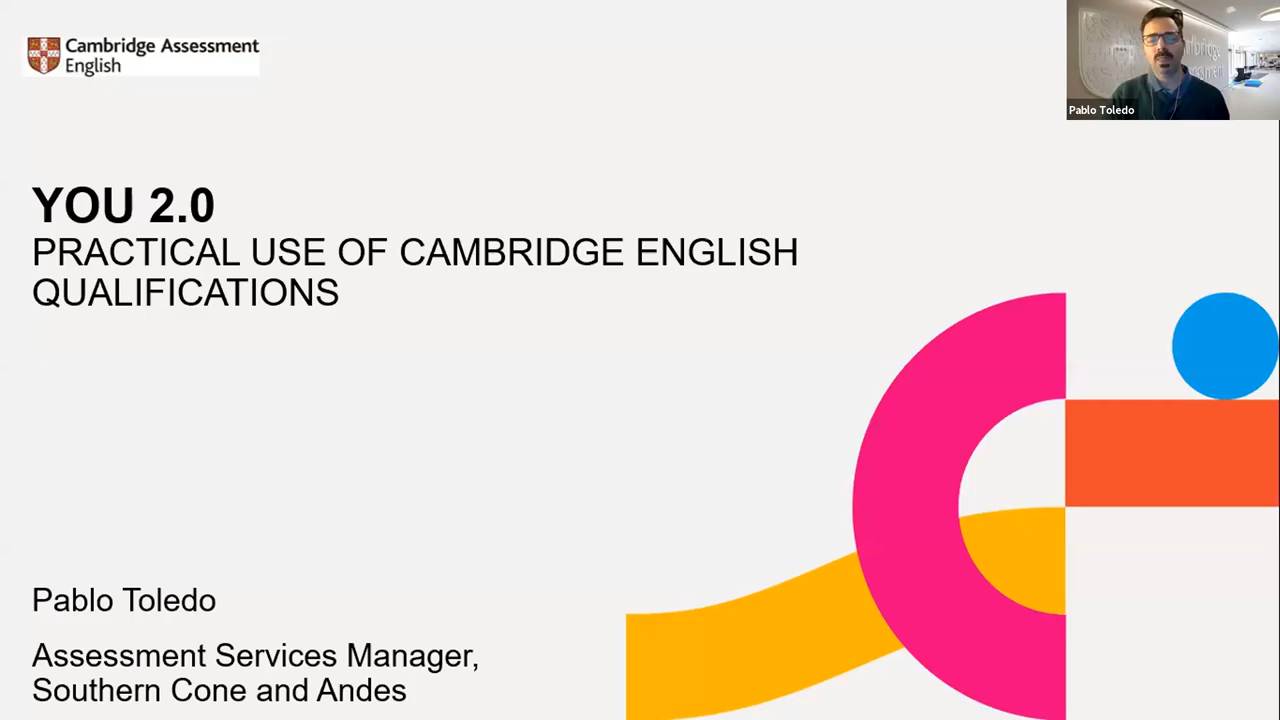 Cambridge Assessment
English
Pablo Toledo
YOU 2.0
PRACTICAL USE OF CAMBRIDGE ENGLISH
QUALIFICATIONS
Pablo Toledo
Assessment Services Manager,
Southern Cone and Andes